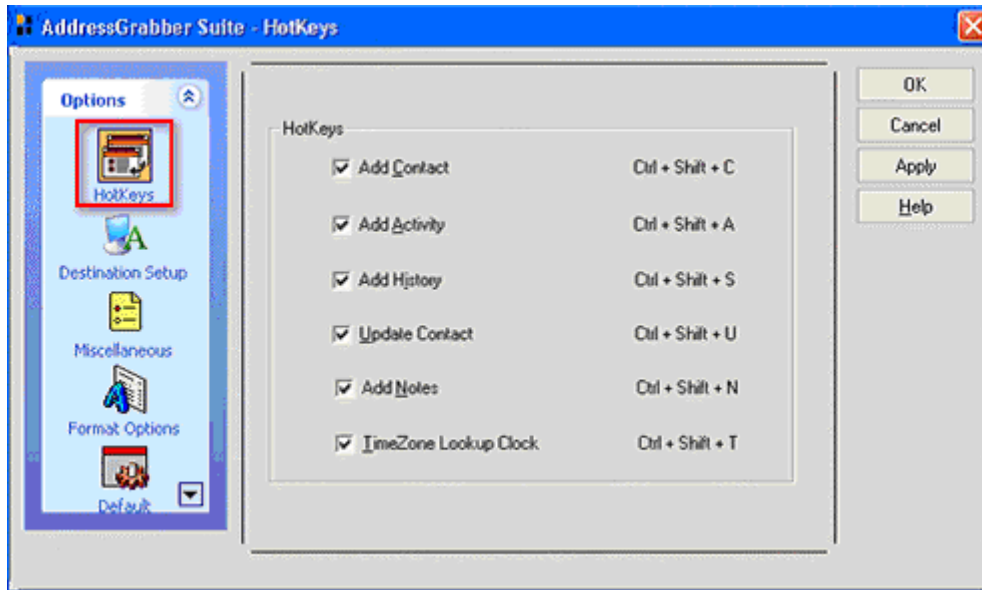 AddressGrabber Suite - HotKeys
Options
HotKeys
Destination Setup
Miscellaneous
Format Options
Default
HotKeys
Add Contact Ctrl + Shift + C
Add Activity Ctrl + Shift + A
Add History Ctrl + Shift + S
Update Contact Ctrl + Shift + U
Add Notes Ctrl + Shift + N
TimeZone Lookup Clock Ctrl + Shift + T
OK
Cancel
Apply
Help